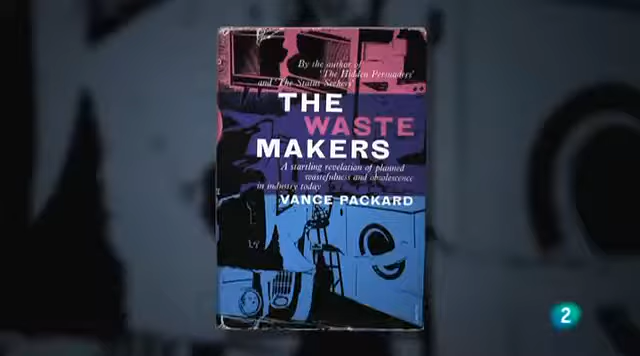 By the author of
'The Hidden Persuaders'
and 'The Status Seekers'
THE
WASTE
MAKERS
A startling revelation of planned
wastefulness and obsolescence
in industry today
VANCE PACKARD
2